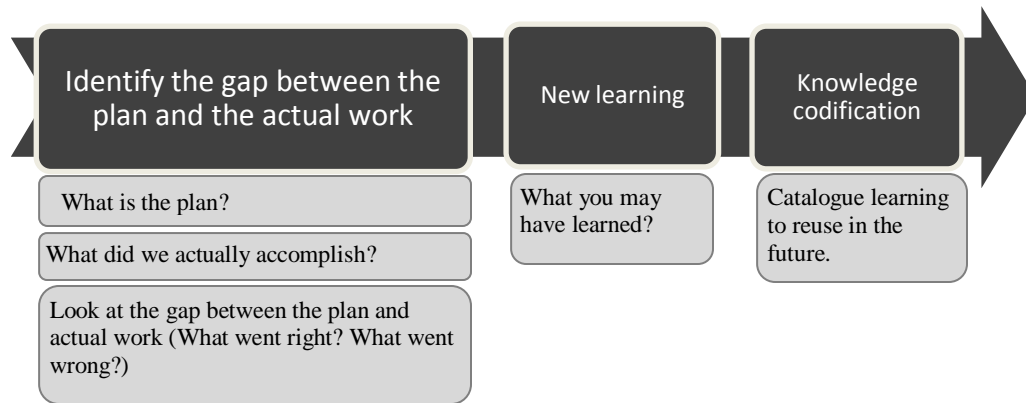 Identify the gap between the
plan and the actual work
New learning
Knowledge
codification
What is the plan?
What did we actually accomplish?
Look at the gap between the plan and
actual work (What went right? What went
wrong?)
What you may
have learned?
Catalogue learning
to reuse in the
future.